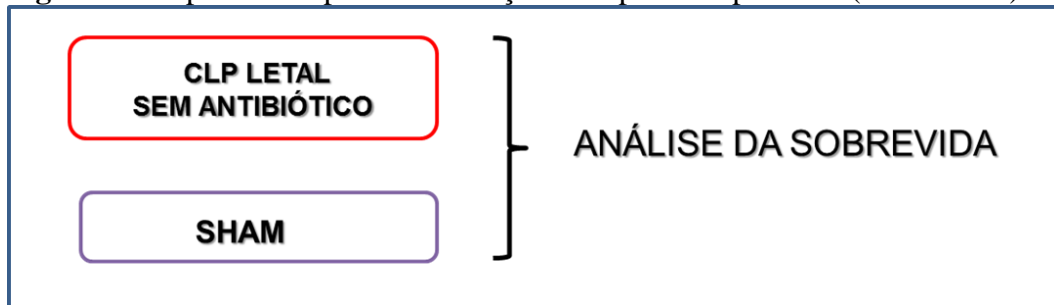 CLP LETAL
SEM ANTIBIÓTICO
ANÁLISE DA SOBREVIDA
SHAM